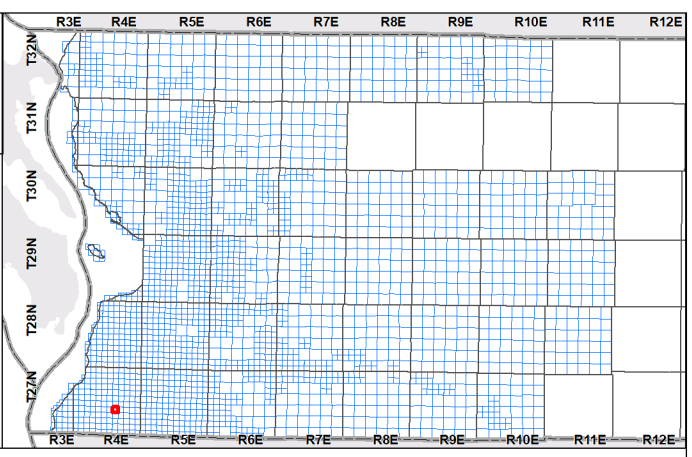 R3E R4E R5E R6E R7E R8E R9E R10E R11E R12E
T32N
T31N
T30N
T29N
T28N
T27N
R3E R4E R5E R6E R7E R8E R9E R10E R11E R12E